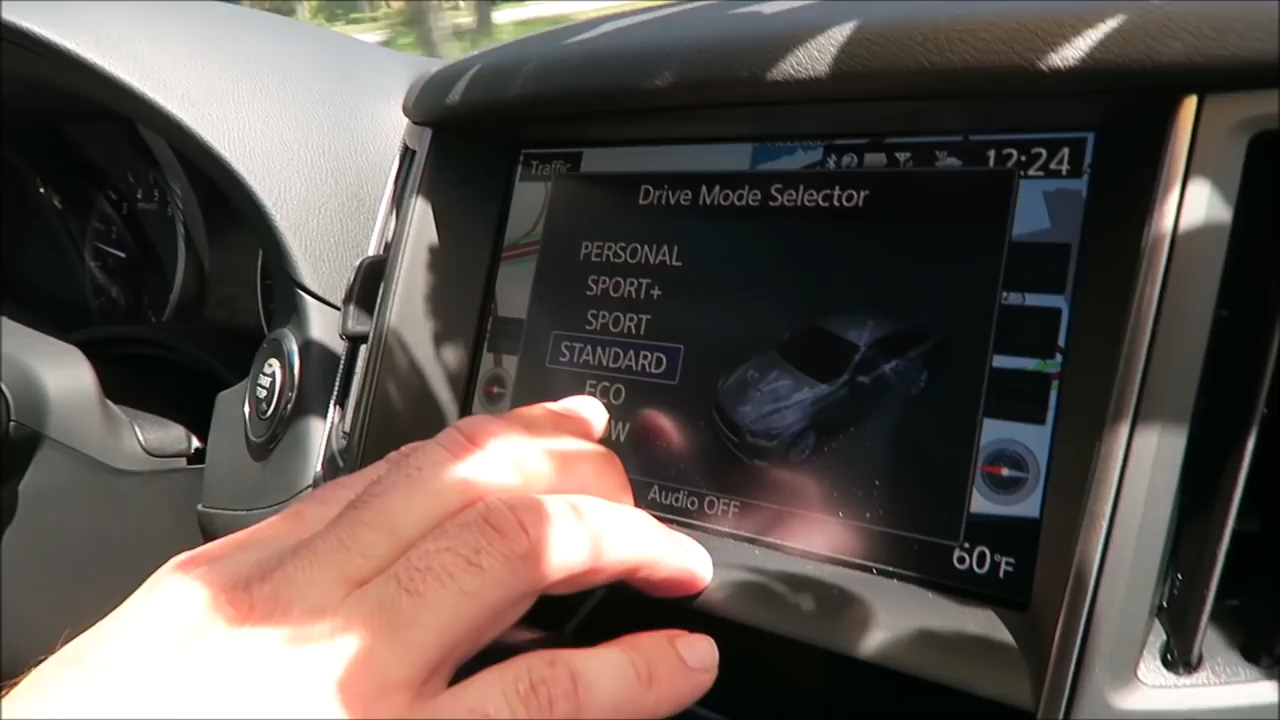 Traffic
12:24
Drive Mode Selector
PERSONAL
SPORT+
SPORT
STANDARD
ECO
Audio OFF
60°F